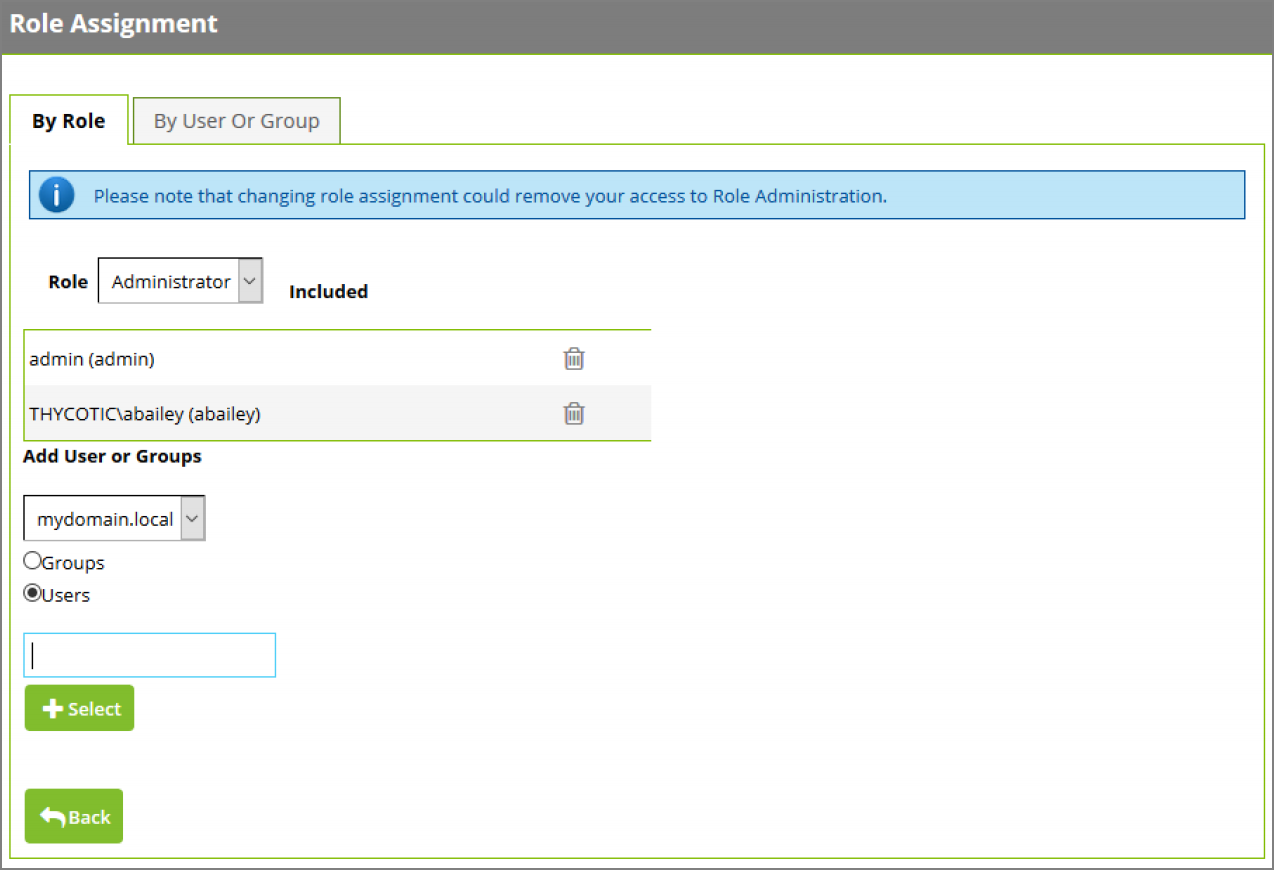 Role Assignment
By Role
By User Or Group
Please note that changing role assignment could remove your access to Role Administration.
Role
Administrator
Included
admin (admin)
THYCOTIC\abailey (abailey)
Add User or Groups
mydomain.local
Groups
Users
Select
Back